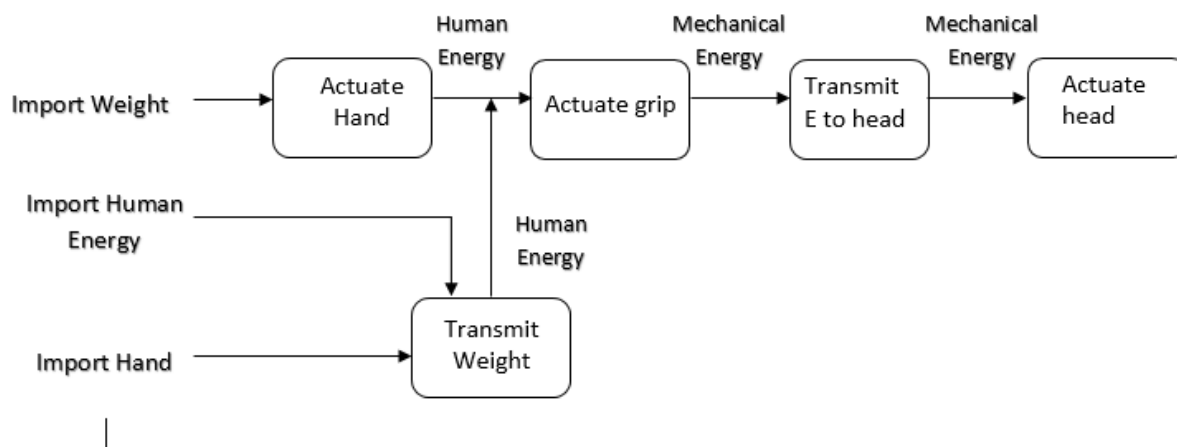 Human
Energy
Mechanical
Energy
Mechanical
Energy
Import Weight
Actuate
Hand
Actuate grip
Transmit
E to head
Actuate
head
Import Human
Energy
Human
Energy
Import Hand
Transmit
Weight